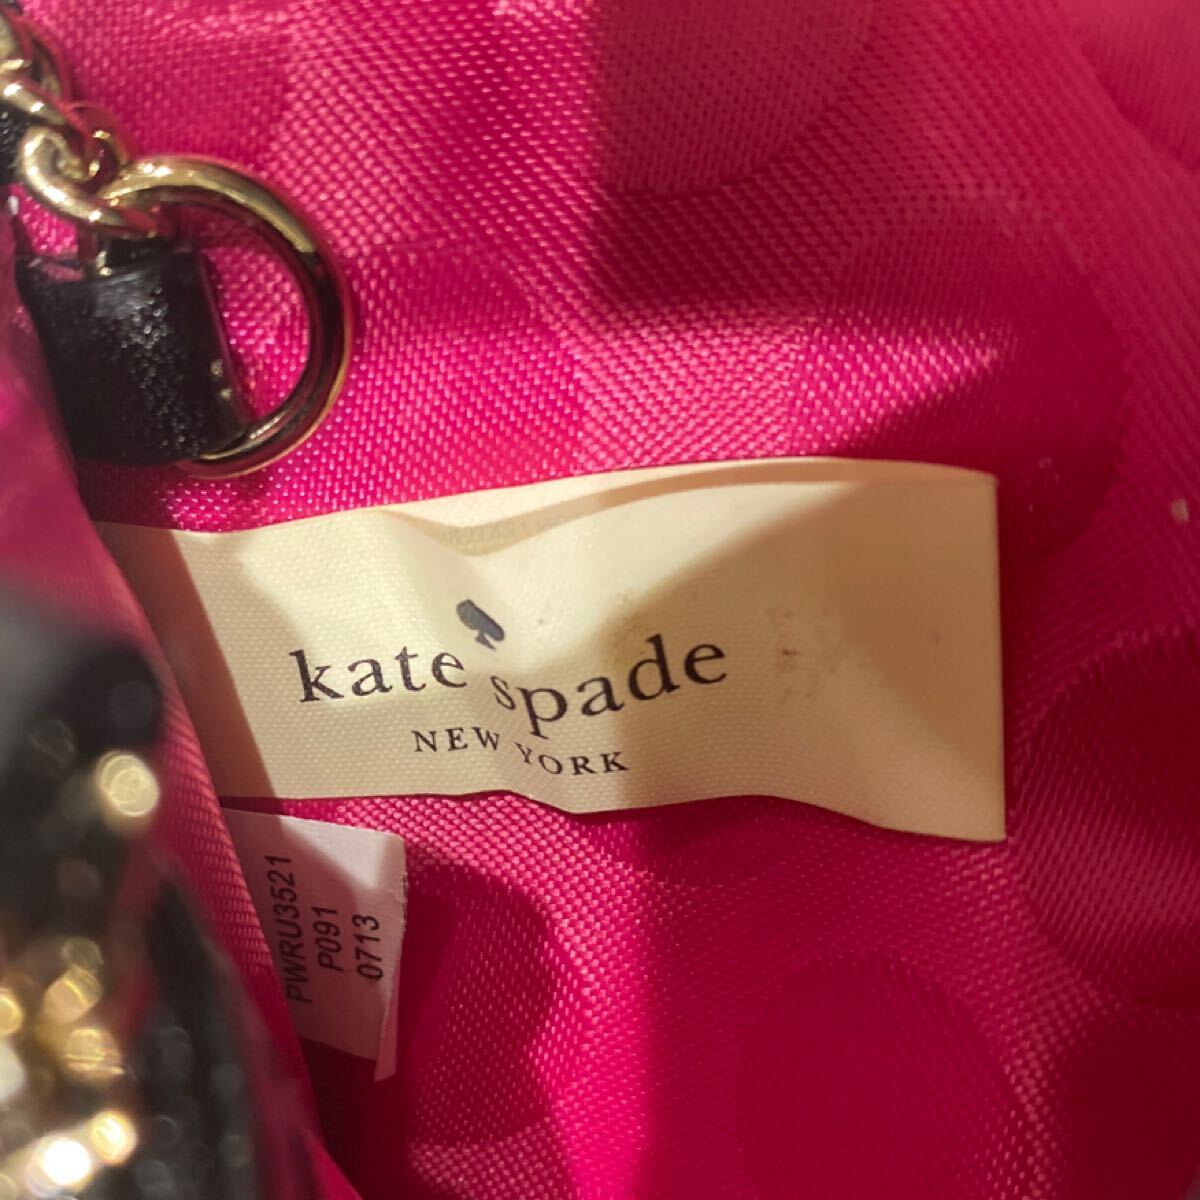 kate spade
NEW YORK
PWRU3521
P091
0713